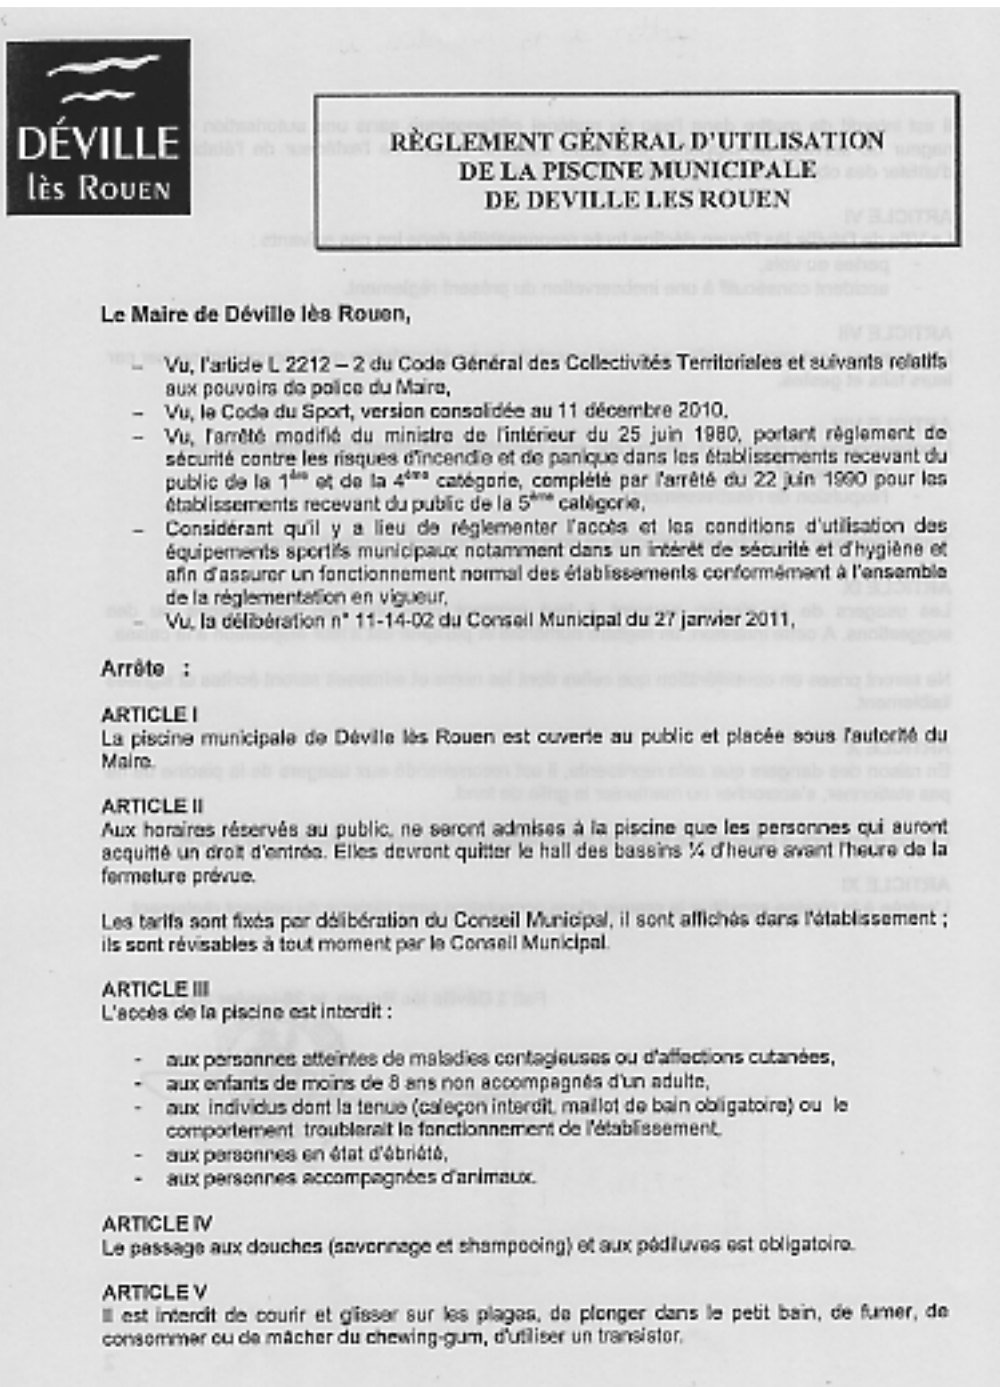 DÉVILLE
lès ROUEN
RÈGLEMENT GÉNÉRAL D'UTILISATION
DE LA PISCINE MUNICIPALE
DE DEVILLE LES ROUEN
Le Maire de Déville lès Rouen,
– Vu, l'article L 2212 – 2 du Code Général des Collectivités Territoriales et suivants relatifs
aux pouvoirs de police du Maire,
– Vu, le Code du Sport, version consolidée au 11 décembre 2010,
– Vu, l'arrêté modifié du ministre de l'intérieur du 25 juin 1980, portant règlement de
sécurité contre les risques d'incendie et de panique dans les établissements recevant du
public de la 1ère et de la 4ème catégorie, complété par l'arrêté du 22 juin 1990 pour les
établissements recevant du public de la 5ème catégorie,
– Considérant qu'il y a lieu de réglementer l'accès et les conditions d'utilisation des
équipements sportifs municipaux notamment dans un intérêt de sécurité et d'hygiène et
afin d'assurer un fonctionnement normal des établissements conformément à l'ensemble
de la réglementation en vigueur,
– Vu, la délibération n° 11-14-02 du Conseil Municipal du 27 janvier 2011,
Arrête :
ARTICLE I
La piscine municipale de Déville lès Rouen est ouverte au public et placée sous l'autorité du
Maire.
ARTICLE II
Aux horaires réservés au public, ne seront admises à la piscine que les personnes qui auront
acquitté un droit d'entrée. Elles devront quitter le hall des bassins ¼ d'heure avant l'heure de la
fermeture prévue.
Les tarifs sont fixés par délibération du Conseil Municipal, il sont affichés dans l'établissement ;
ils sont révisables à tout moment par le Conseil Municipal.
ARTICLE III
L'accès de la piscine est interdit :
- aux personnes atteintes de maladies contagieuses ou d'affections cutanées,
- aux enfants de moins de 8 ans non accompagnés d'un adulte,
- aux individus dont la tenue (caleçon interdit, maillot de bain obligatoire) ou le
comportement troublerait le fonctionnement de l'établissement,
- aux personnes en état d'ébriété,
- aux personnes accompagnées d'animaux.
ARTICLE IV
Le passage aux douches (savonnage et shampooing) et aux pédiluves est obligatoire.
ARTICLE V
Il est interdit de courir et glisser sur les plages, de plonger dans le petit bain, de fumer, de
consommer ou de mâcher du chewing-gum, d'utiliser un transistor.